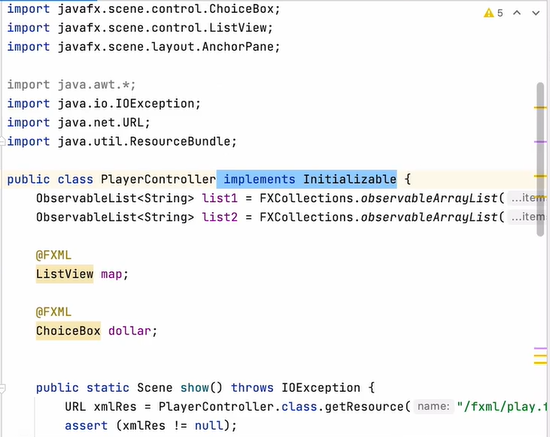 import javafx.scene.control.ChoiceBox;
5
import javafx.scene.control.ListView;
import javafx.scene.layout.AnchorPane;
import java.awt.*;
import java.io.IOException;
import java.net.URL;
import java.util.ResourceBundle;
public class PlayerController implements Initializable {
ObservableList<String> list1 = FXCollections.observableArrayList( ...item
ObservableList<String> list2 = FXCollections.observableArrayList( ...item
@FXML
ListView map;
@FXML
ChoiceBox dollar;
public static Scene show() throws IOException {
URL xmlRes = PlayerController.class.getResource( name: "/fxml/play.f
assert (xmlRes != null);